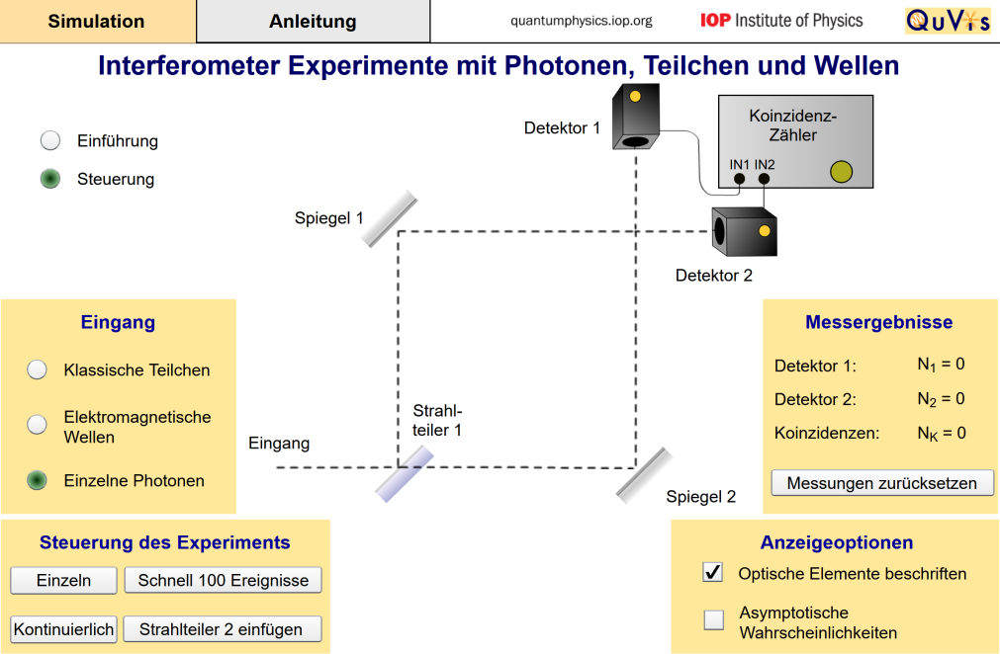 Simulation
Anleitung
quantumphysics.iop.org
IOP Institute of Physics
QuVis
Interferometer Experimente mit Photonen, Teilchen und Wellen
Einführung
Steuerung
Detektor 1
Koinzidenz-
Zähler
IN1 IN2
Spiegel 1
Detektor 2
Eingang
Klassische Teilchen
Elektromagnetische
Wellen
Einzelne Photonen
Strahl-
teiler 1
Eingang
Spiegel 2
Messergebnisse
Detektor 1: N₁ = 0
Detektor 2: N₂ = 0
Koinzidenzen: N_K = 0
Messungen zurücksetzen
Steuerung des Experiments
Einzeln
Schnell 100 Ereignisse
Kontinuierlich
Strahlteiler 2 einfügen
Anzeigeoptionen
Optische Elemente beschriften
Asymptotische
Wahrscheinlichkeiten